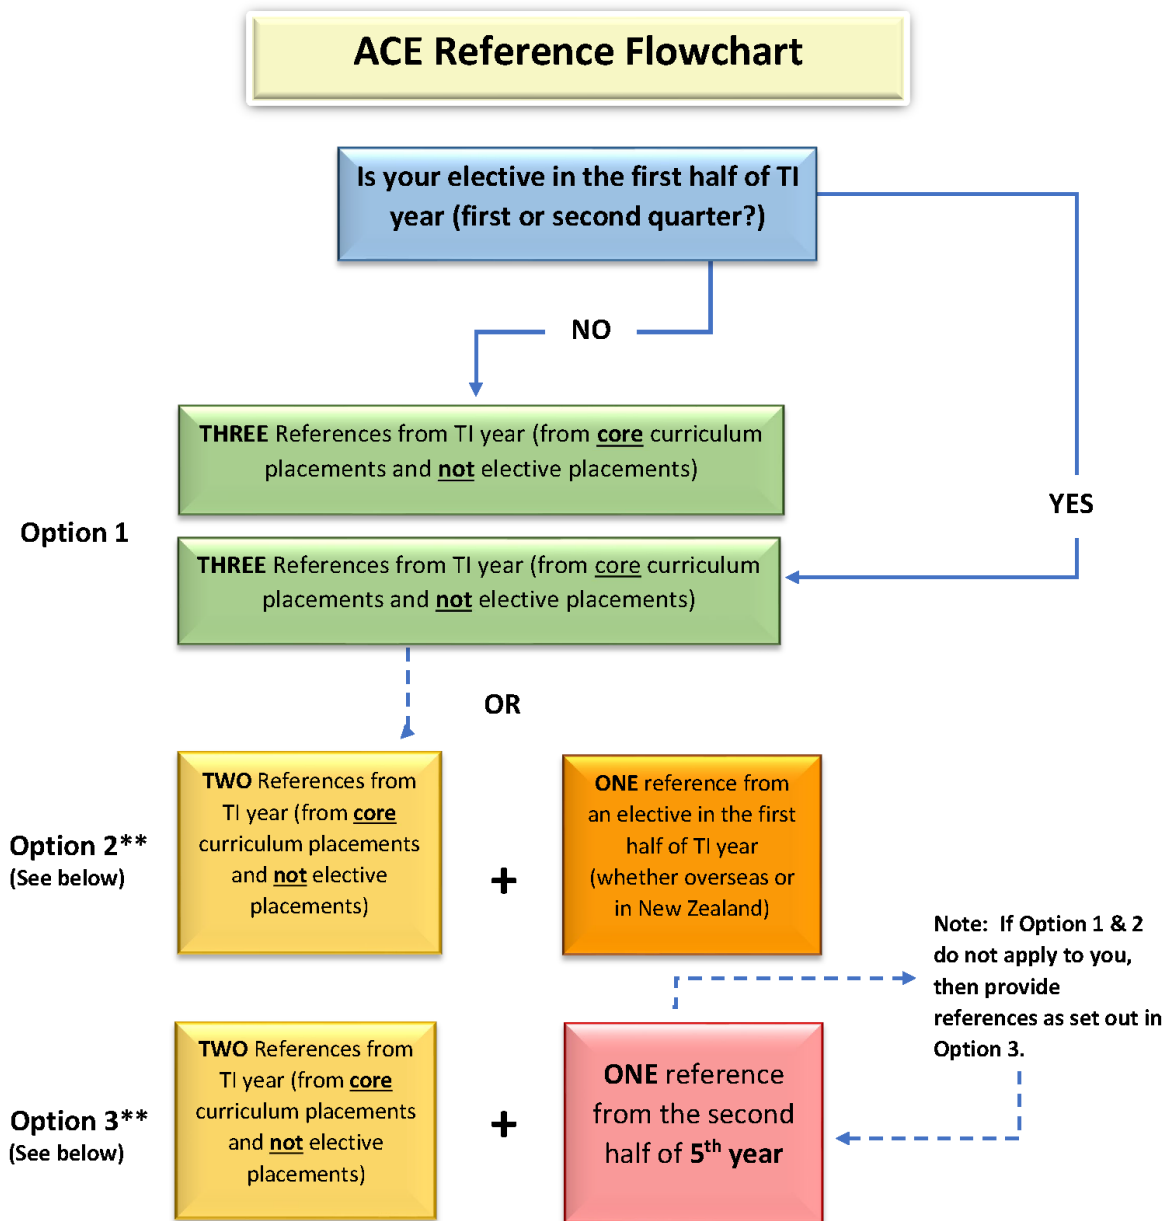 ACE Reference Flowchart
Is your elective in the first half of TI
year (first or second quarter?)
NO
THREE References from TI year (from core curriculum
placements and not elective placements)
YES
Option 1
THREE References from TI year (from core curriculum
placements and not elective placements)
OR
TWO References from
TI year (from core
curriculum placements
and not elective
placements)
Option 2**
(See below)
+
ONE reference from
an elective in the first
half of TI year
(whether overseas or
in New Zealand)
Note: If Option 1 & 2
do not apply to you,
then provide
references as set out in
Option 3.
TWO References from
TI year (from core
curriculum placements
and not elective
placements)
Option 3**
(See below)
+
ONE reference
from the second
half of 5th year